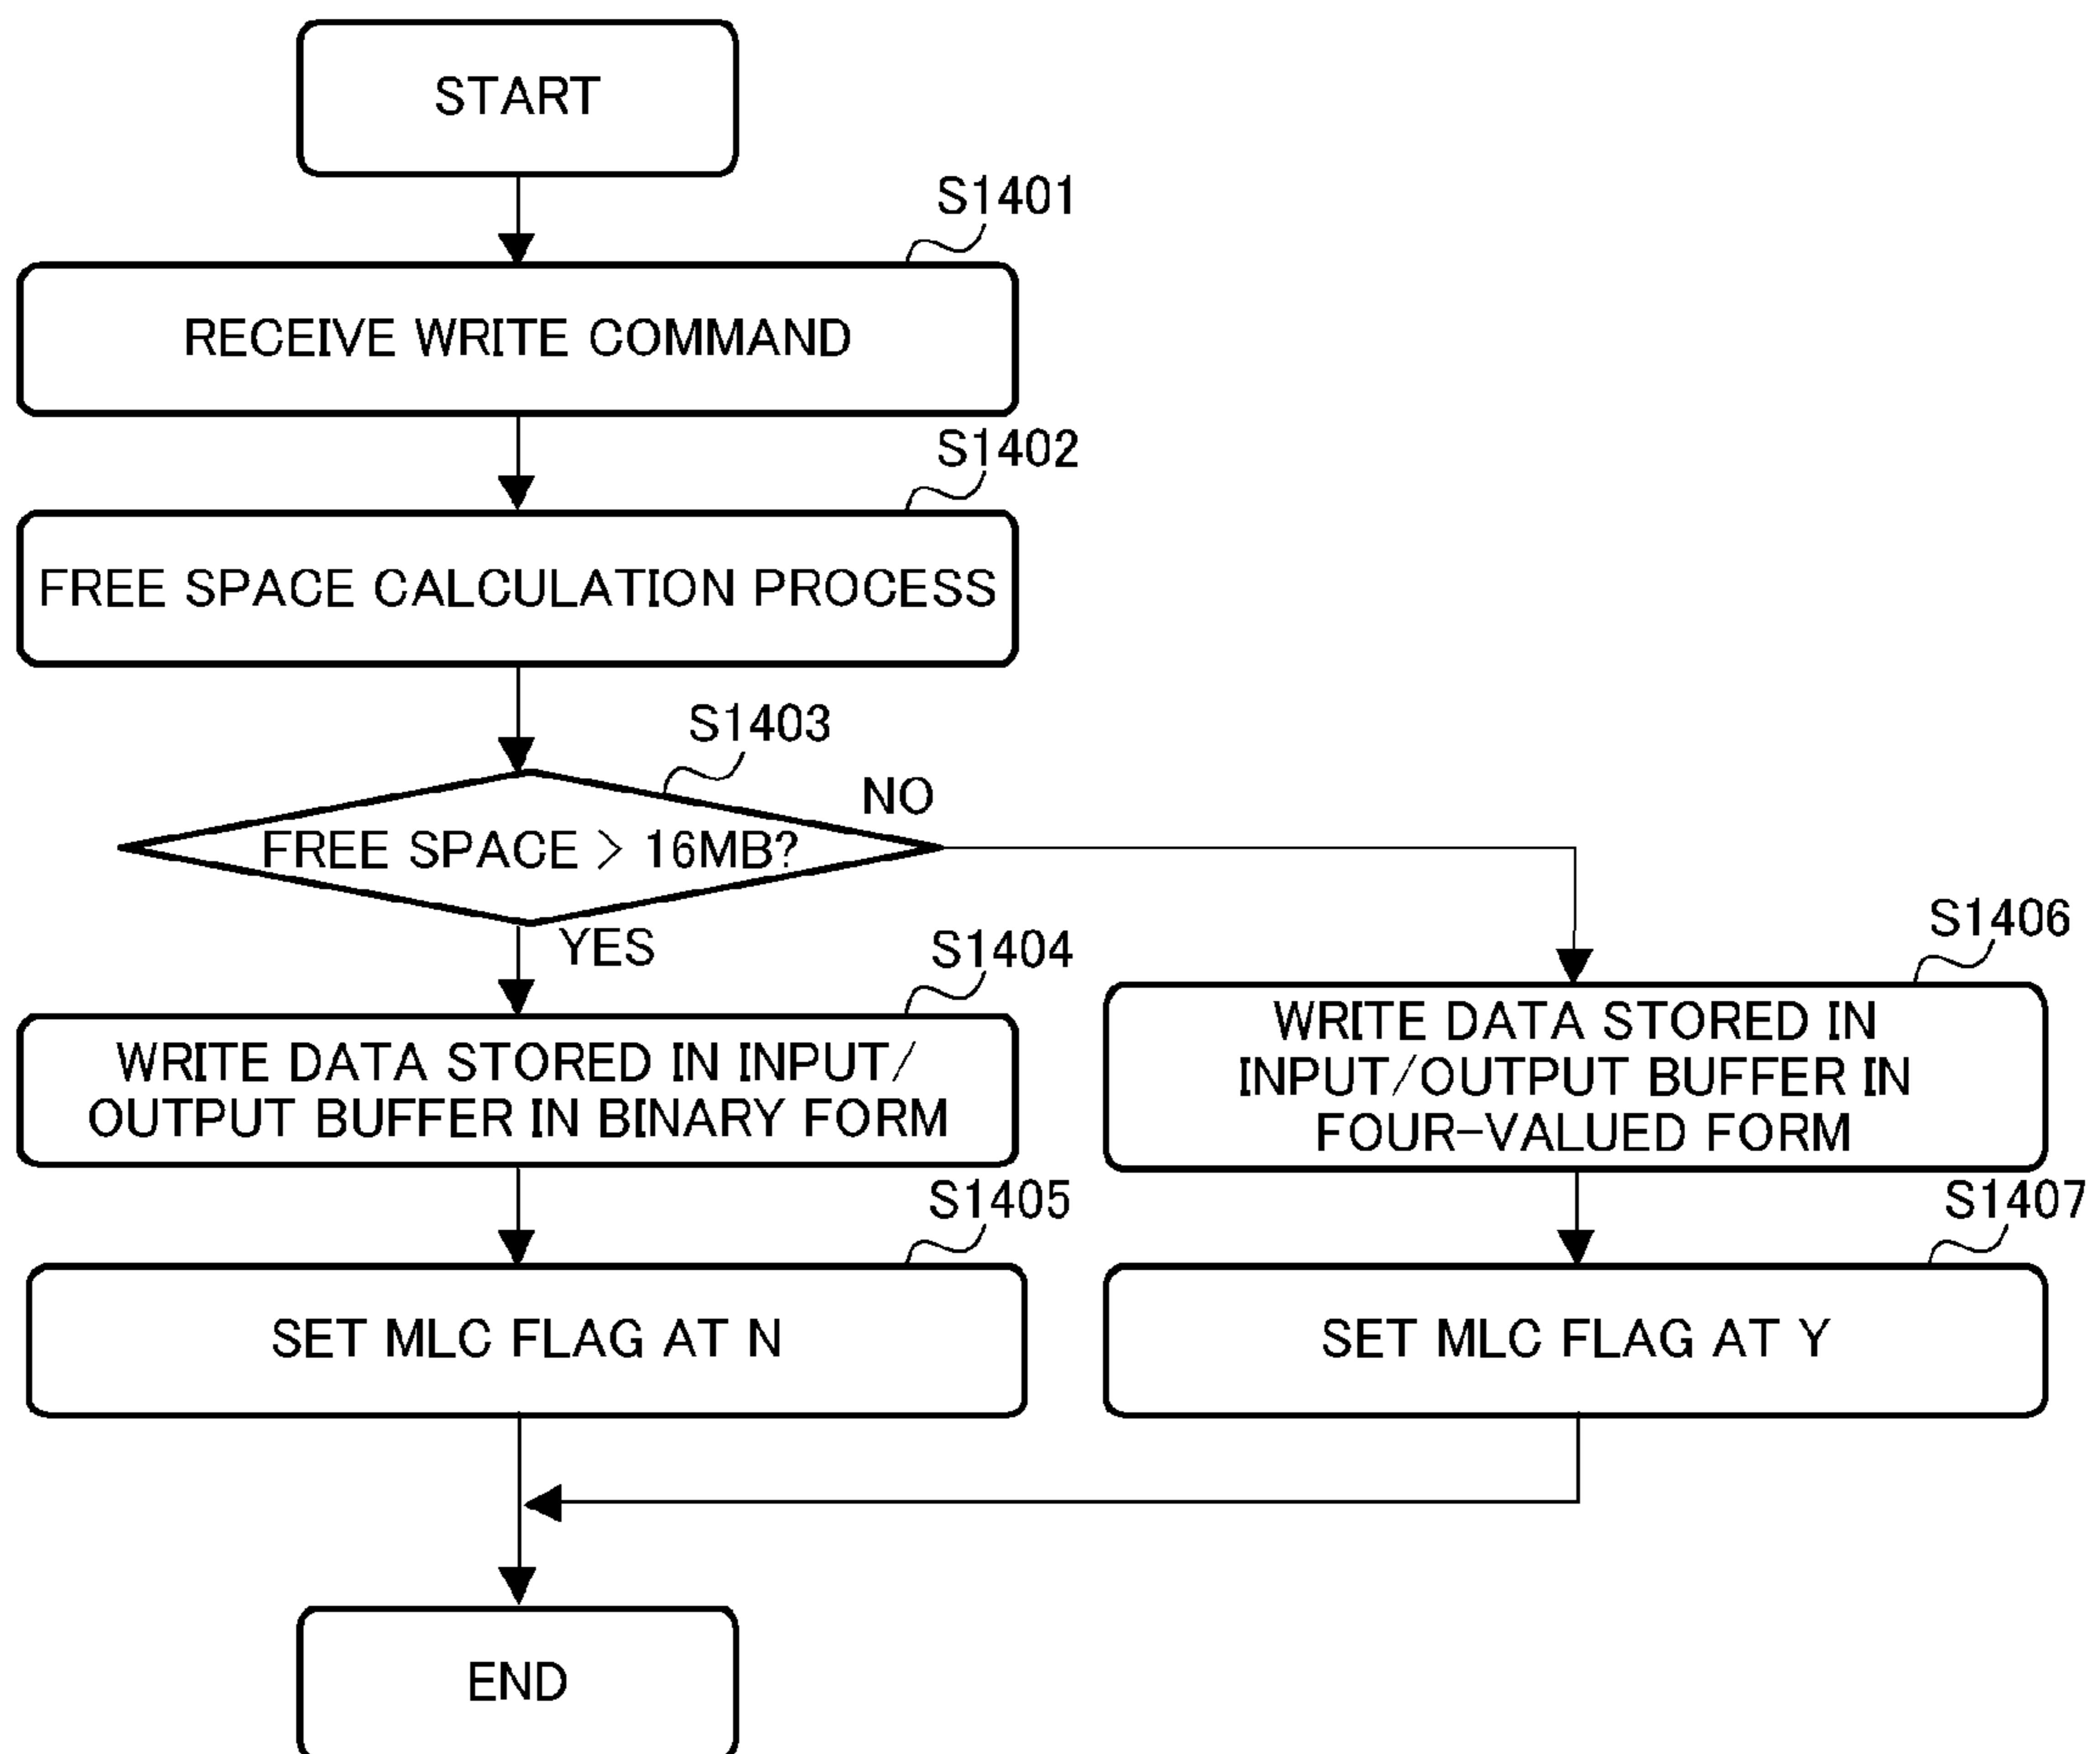 START
S1401
RECEIVE WRITE COMMAND
S1402
FREE SPACE CALCULATION PROCESS
S1403
NO
FREE SPACE > 16MB?
YES
S1404
WRITE DATA STORED IN INPUT/
OUTPUT BUFFER IN BINARY FORM
S1406
WRITE DATA STORED IN
INPUT/OUTPUT BUFFER IN
FOUR-VALUED FORM
S1405
SET MLC FLAG AT N
S1407
SET MLC FLAG AT Y
END